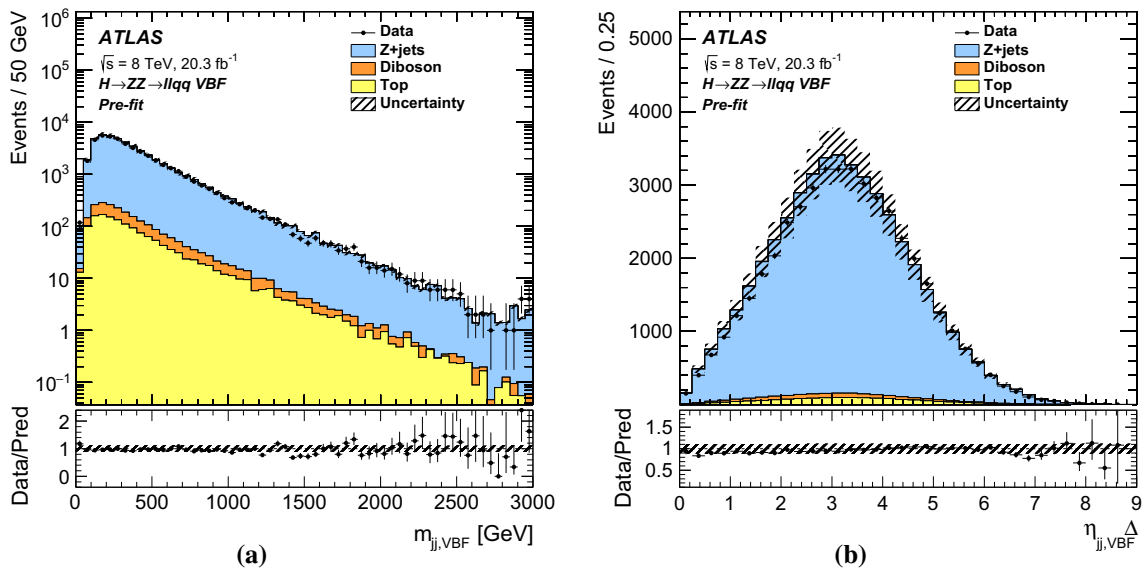 Events / 50 GeV
10⁶
10⁵
10⁴
10³
10²
10
1
10⁻¹
ATLAS
√s = 8 TeV, 20.3 fb⁻¹
H→ZZ→llqq VBF
Pre-fit
Data
Z+jets
Diboson
Top
Uncertainty
Data/Pred
2
1
0
0 500 1000 1500 2000 2500 3000
m_jj,VBF [GeV]
(a)
Events / 0.25
5000
4000
3000
2000
1000
ATLAS
√s = 8 TeV, 20.3 fb⁻¹
H→ZZ→llqq VBF
Pre-fit
Data
Z+jets
Diboson
Top
Uncertainty
Data/Pred
1.5
1
0.5
0 1 2 3 4 5 6 7 8 9
η_jj,VBF Δ
(b)